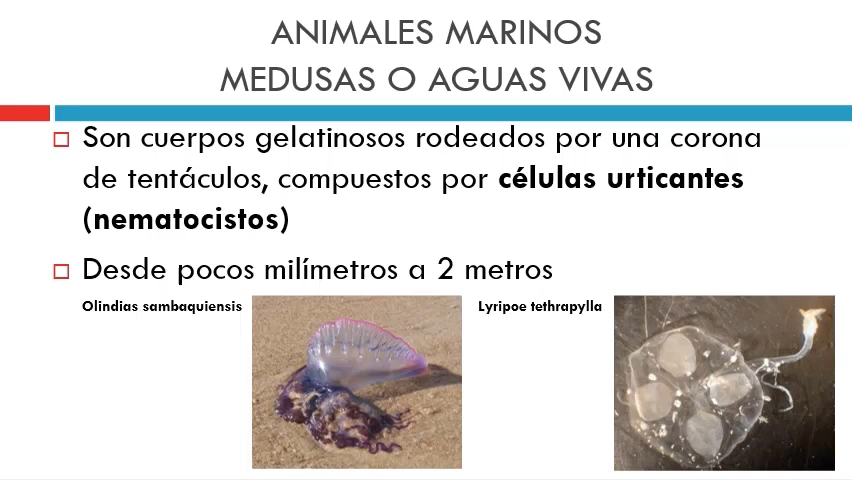 ANIMALES MARINOS
MEDUSAS O AGUAS VIVAS
Son cuerpos gelatinosos rodeados por una corona
de tentáculos, compuestos por células urticantes
(nematocistos)
Desde pocos milímetros a 2 metros
Olindias sambaquiensis
Lyripoe tethrapylla